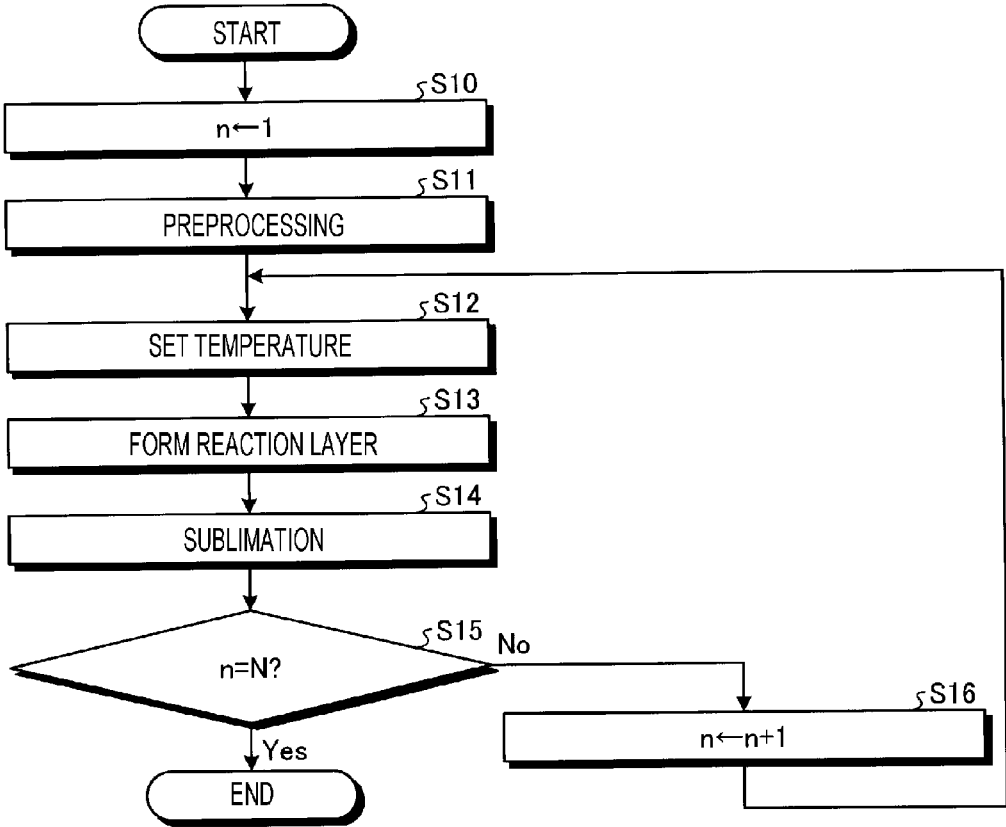 START
S10
n←1
S11
PREPROCESSING
S12
SET TEMPERATURE
S13
FORM REACTION LAYER
S14
SUBLIMATION
S15
n=N?
No
S16
n←n+1
Yes
END